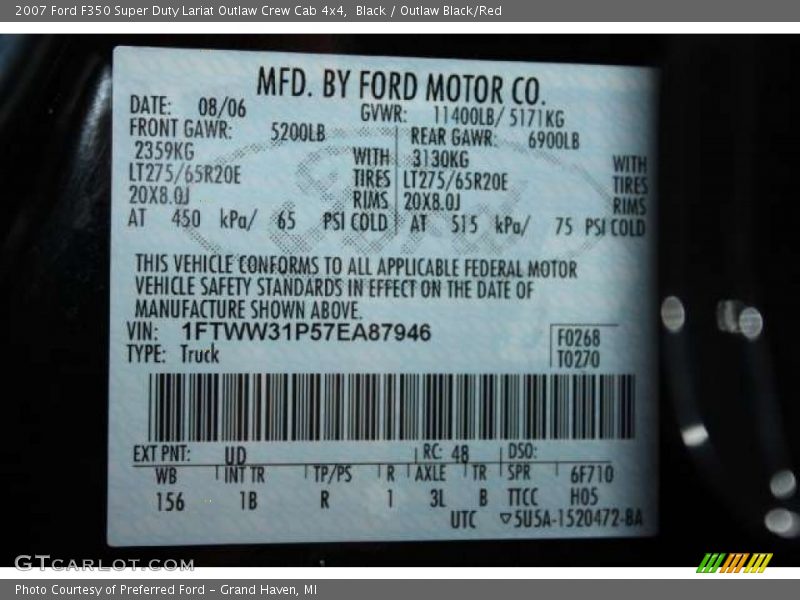 2007 Ford F350 Super Duty Lariat Outlaw Crew Cab 4x4,  Black / Outlaw Black/Red
MFD. BY FORD MOTOR CO.
DATE: 08/06 GVWR: 11400LB/ 5171KG
FRONT GAWR: 5200LB REAR GAWR: 6900LB
2359KG WITH 3130KG WITH
LT275/65R20E TIRES LT275/65R20E TIRES
20X8.0J RIMS 20X8.0J RIMS
AT 450 kPa/ 65 PSI COLD AT 515 kPa/ 75 PSI COLD
THIS VEHICLE CONFORMS TO ALL APPLICABLE FEDERAL MOTOR
VEHICLE SAFETY STANDARDS IN EFFECT ON THE DATE OF
MANUFACTURE SHOWN ABOVE.
VIN: 1FTWW31P57EA87946 F0268
TYPE: Truck T0270
EXT PNT: UD RC: 48 DSO:
WB INT TR TP/PS R AXLE TR SPR 6F710
156 1B R 1 3L B TTCC H05
UTC ▽5U5A-1520472-BA
GTCARLOT.COM
Photo Courtesy of Preferred Ford – Grand Haven, MI